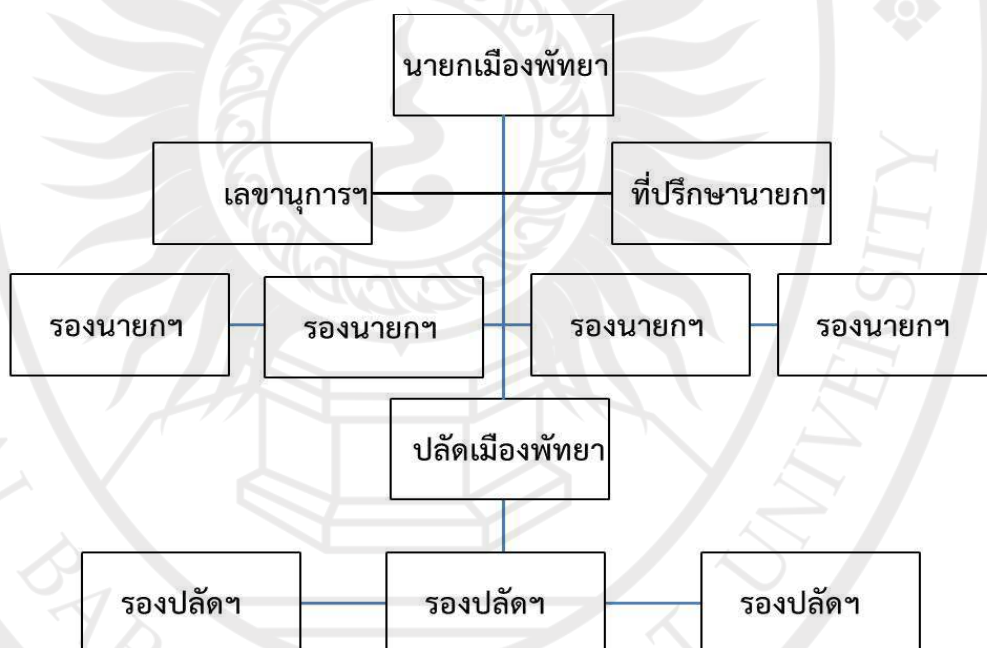 นายกเมืองพัทยา
เลขานุการฯ
ที่ปรึกษานายกฯ
รองนายกฯ
รองนายกฯ
รองนายกฯ
รองนายกฯ
ปลัดเมืองพัทยา
รองปลัดฯ
รองปลัดฯ
รองปลัดฯ
UNIVERSITY